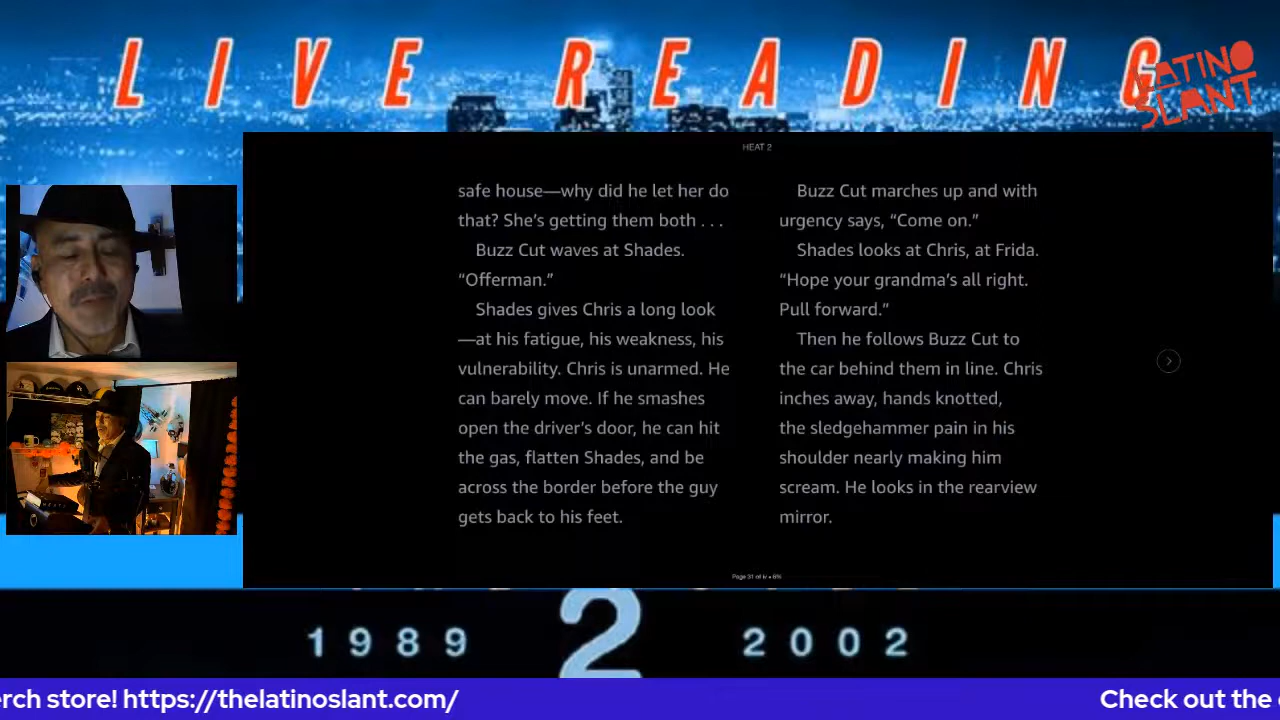 LIVE READING
LATINO
SLANT
HEAT 2
safe house—why did he let her do
that? She’s getting them both . . .
Buzz Cut waves at Shades.
“Offerman.”
Shades gives Chris a long look
—at his fatigue, his weakness, his
vulnerability. Chris is unarmed. He
can barely move. If he smashes
open the driver’s door, he can hit
the gas, flatten Shades, and be
across the border before the guy
gets back to his feet.
Buzz Cut marches up and with
urgency says, “Come on.”
Shades looks at Chris, at Frida.
“Hope your grandma’s all right.
Pull forward.”
Then he follows Buzz Cut to
the car behind them in line. Chris
inches away, hands knotted,
the sledgehammer pain in his
shoulder nearly making him
scream. He looks in the rearview
mirror.
Page 31 of iv • 6%
1989 2 2002
erch store! https://thelatinoslant.com/ Check out the